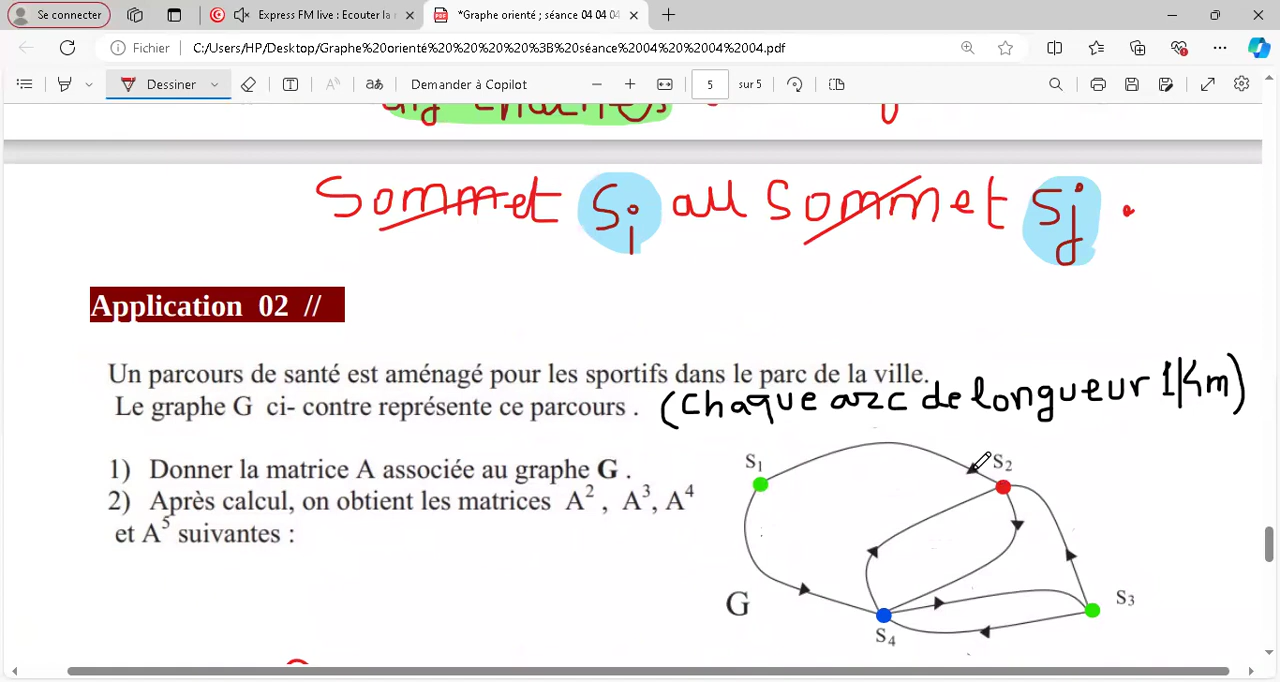 Se connecter
Express FM live : Ecouter la
*Graphe orienté ; séance 04 04 04
Fichier
C:/Users/HP/Desktop/Graphe%20orienté%20%20%20%20%3B%20%20séance%2004%20%2004%2004.pdf
Dessiner
Demander à Copilot
5 sur 5
Sommet Si au Sommet Sj .
Application 02 //
Un parcours de santé est aménagé pour les sportifs dans le parc de la ville.
Le graphe G ci- contre représente ce parcours . (chaque arc de longueur 1Km)
1) Donner la matrice A associée au graphe G .
2) Après calcul, on obtient les matrices A² , A³, A⁴
et A⁵ suivantes :
S₁
S₂
G
S₃
S₄